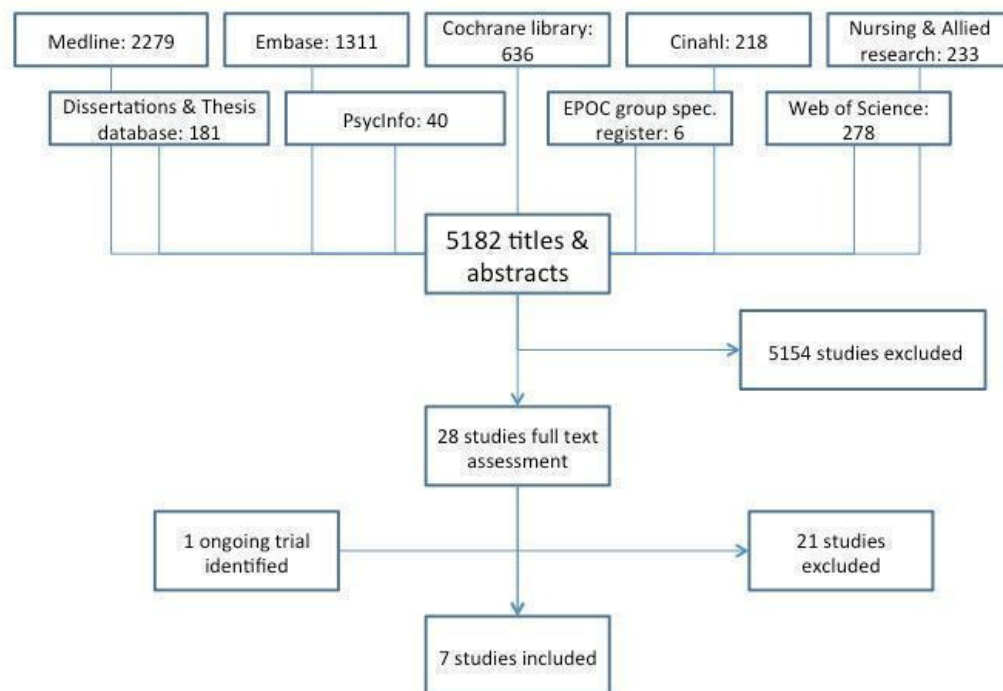 Medline: 2279
Embase: 1311
Cochrane library:
636
Cinahl: 218
Nursing & Allied
research: 233
Dissertations & Thesis
database: 181
PsycInfo: 40
EPOC group spec.
register: 6
Web of Science:
278
5182 titles &
abstracts
5154 studies excluded
28 studies full text
assessment
1 ongoing trial
identified
21 studies
excluded
7 studies included